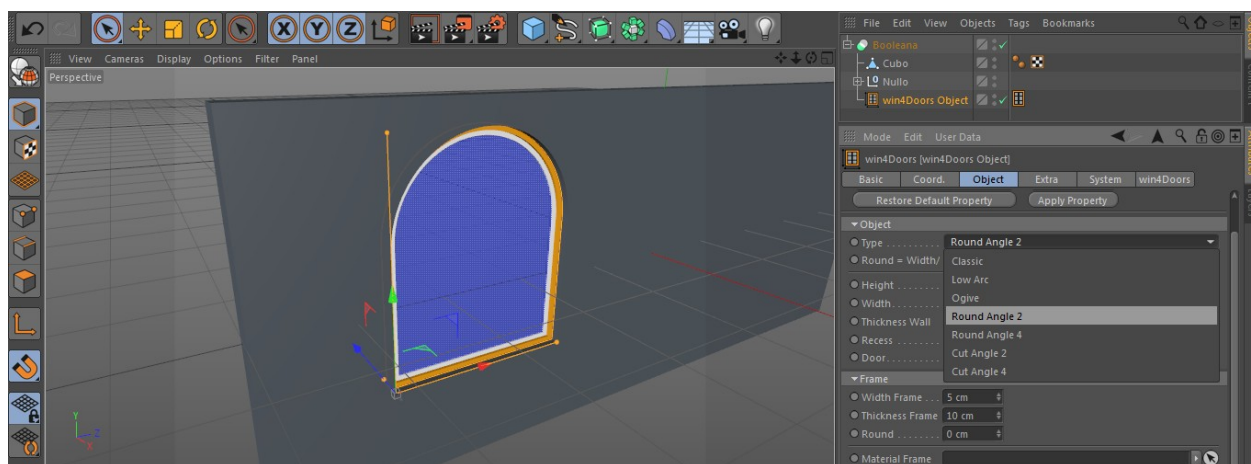 X Y Z
View Cameras Display Options Filter Panel
Perspective
Y
Z
X
File Edit View Objects Tags Bookmarks
Booleana
Cubo
Nullo
win4Doors Object
Mode Edit User Data
win4Doors [win4Doors Object]
Basic Coord. Object Extra System win4Doors
Restore Default Property Apply Property
Object
Type . . . . . . . . . Round Angle 2
Round = Width/
Classic
Low Arc
Height . . . . . . .
Ogive
Width. . . . . . . .
Round Angle 2
Thickness Wall
Round Angle 4
Recess . . . . . . .
Cut Angle 2
Door. . . . . . . . .
Cut Angle 4
Frame
Width Frame . . . 5 cm
Thickness Frame 10 cm
Round . . . . . . . . 0 cm
Material Frame